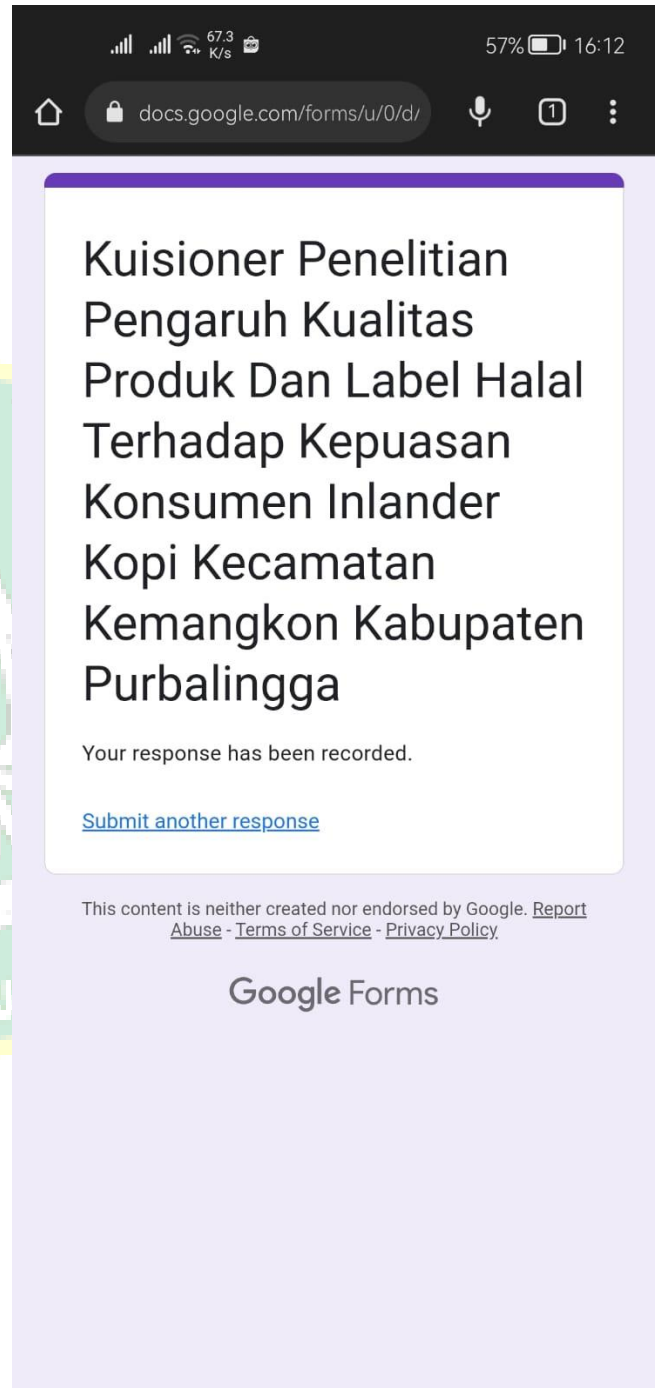 67.3
K/s
57%
16:12
docs.google.com/forms/u/0/d/
1
Kuisioner Penelitian
Pengaruh Kualitas
Produk Dan Label Halal
Terhadap Kepuasan
Konsumen Inlander
Kopi Kecamatan
Kemangkon Kabupaten
Purbalingga
Your response has been recorded.
Submit another response
This content is neither created nor endorsed by Google. Report
Abuse - Terms of Service - Privacy Policy
Google Forms